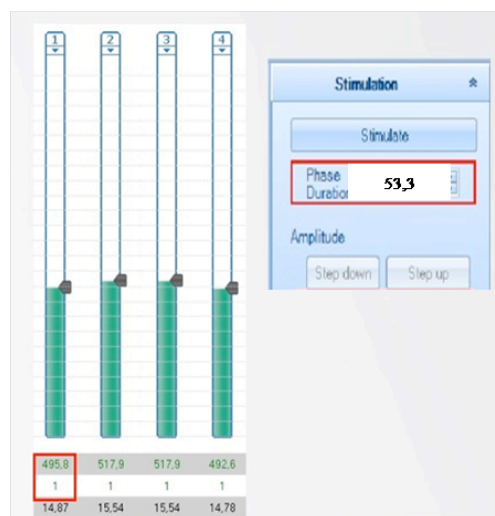 1 2 3 4
495,8 517,9 517,9 492,6
1 1 1 1
14,87 15,54 15,54 14,78
Stimulation
Stimulate
Phase
Duration
53,3
Amplitude
Step down Step up